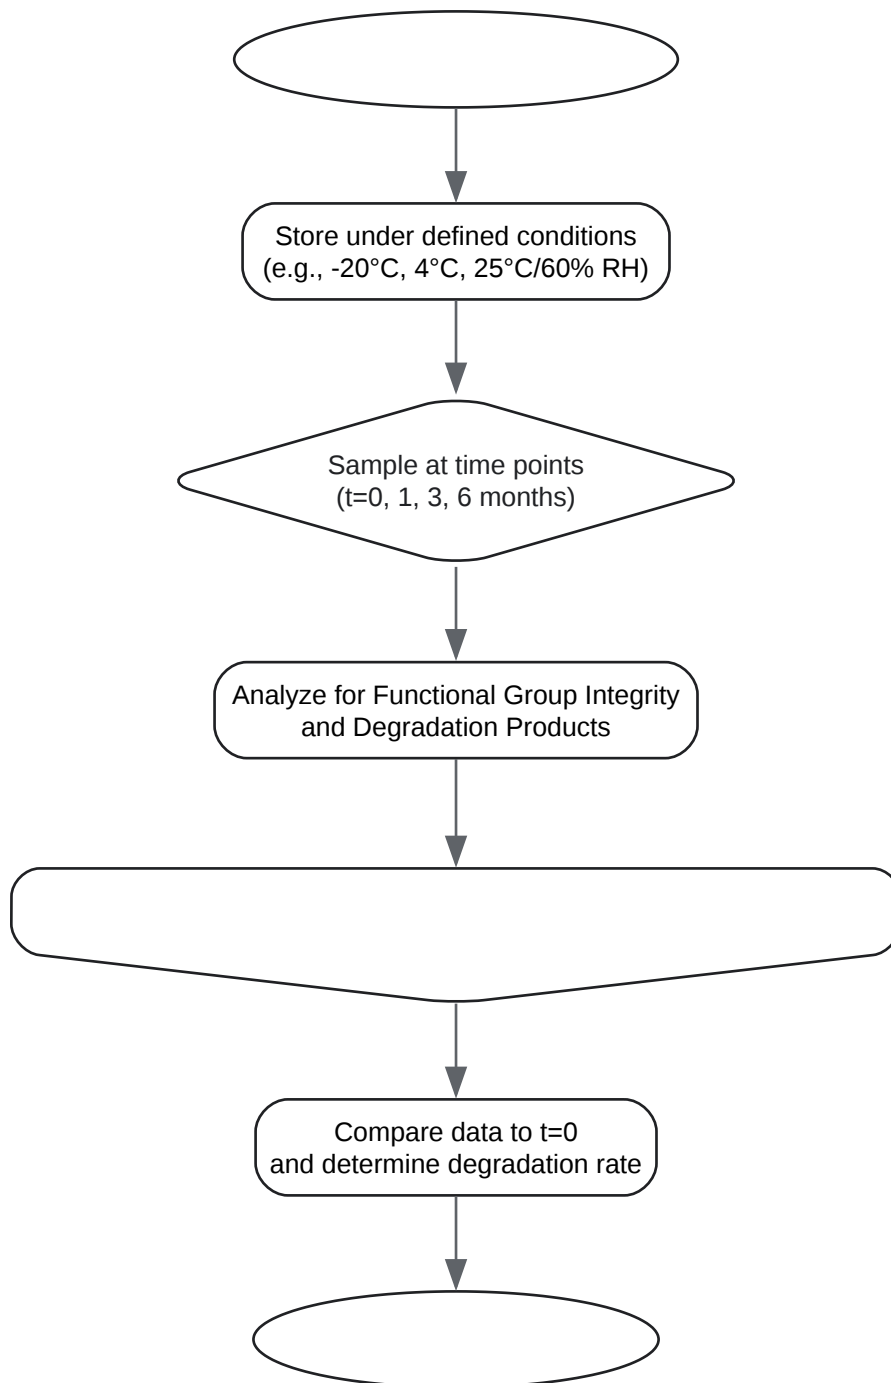 Store under defined conditions
(e.g., -20°C, 4°C, 25°C/60% RH)
Sample at time points
(t=0, 1, 3, 6 months)
Analyze for Functional Group Integrity
and Degradation Products
Compare data to t=0
and determine degradation rate